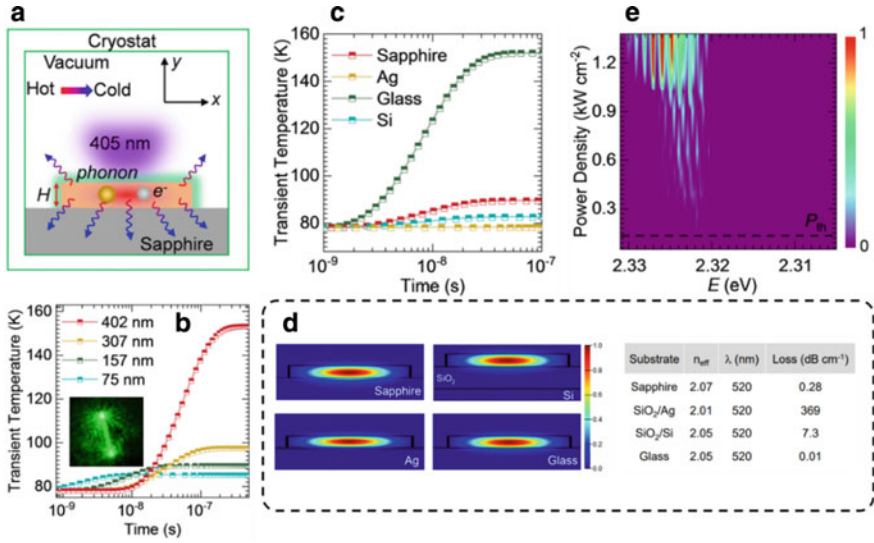 a
Cryostat
Vacuum
Hot
Cold
y
x
405 nm
phonon
H
e-
Sapphire
c
Transient Temperature (K)
160
140
120
100
80
Sapphire
Ag
Glass
Si
10⁻⁹
10⁻⁸
10⁻⁷
Time (s)
e
Power Density (kW cm⁻²)
1.2
0.9
0.6
0.3
Pth
2.33
2.32
2.31
E (eV)
1
0
b
Transient Temperature (K)
160
140
120
100
80
402 nm
307 nm
157 nm
75 nm
10⁻⁹
10⁻⁸
10⁻⁷
Time (s)
d
Sapphire
SiO₂
Si
Ag
Glass
1.0
0.8
0.6
0.4
0.2
0.0
Substrate neff λ (nm) Loss (dB cm⁻¹)
Sapphire 2.07 520 0.28
SiO₂/Ag 2.01 520 369
SiO₂/Si 2.05 520 7.3
Glass 2.05 520 0.01